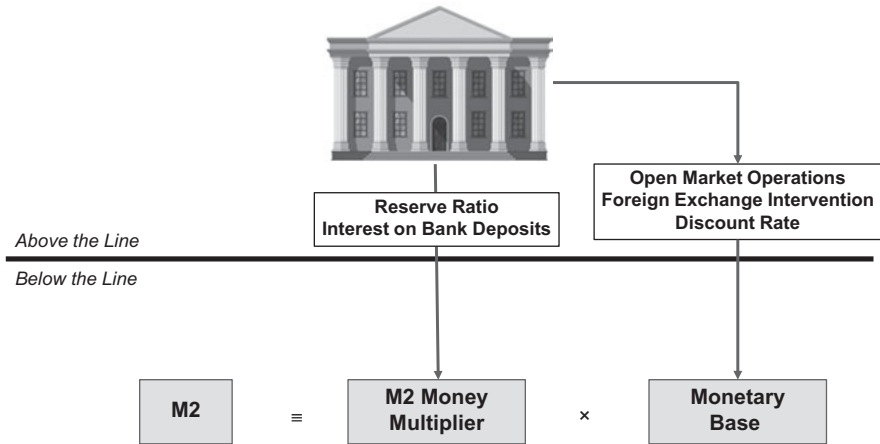 Reserve Ratio
Interest on Bank Deposits
Open Market Operations
Foreign Exchange Intervention
Discount Rate
Above the Line
Below the Line
M2
≡
M2 Money
Multiplier
×
Monetary
Base